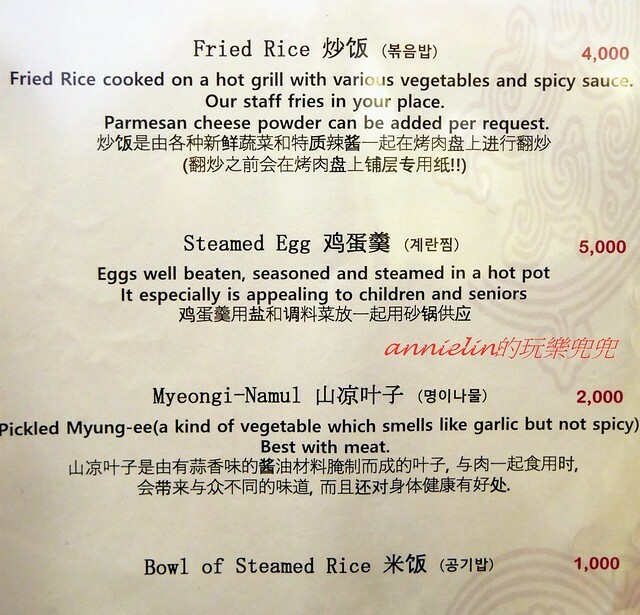 Fried Rice 炒饭 (볶음밥) 4,000
Fried Rice cooked on a hot grill with various vegetables and spicy sauce.
Our staff fries in your place.
Parmesan cheese powder can be added per request.
炒饭是由各种新鲜蔬菜和特质辣酱一起在烤肉盘上进行翻炒
(翻炒之前会在烤肉盘上铺层专用纸!!)
Steamed Egg 鸡蛋羹 (계란찜) 5,000
Eggs well beaten, seasoned and steamed in a hot pot
It especially is appealing to children and seniors
鸡蛋羹用盐和调料菜放一起用砂锅供应
annielin的玩樂兜兜
Myeongi-Namul 山凉叶子 (명이나물) 2,000
Pickled Myung-ee(a kind of vegetable which smells like garlic but not spicy)
Best with meat.
山凉叶子是由有蒜香味的酱油材料腌制而成的叶子, 与肉一起食用时,
会带来与众不同的味道, 而且还对身体健康有好处.
Bowl of Steamed Rice 米饭 (공기밥) 1,000